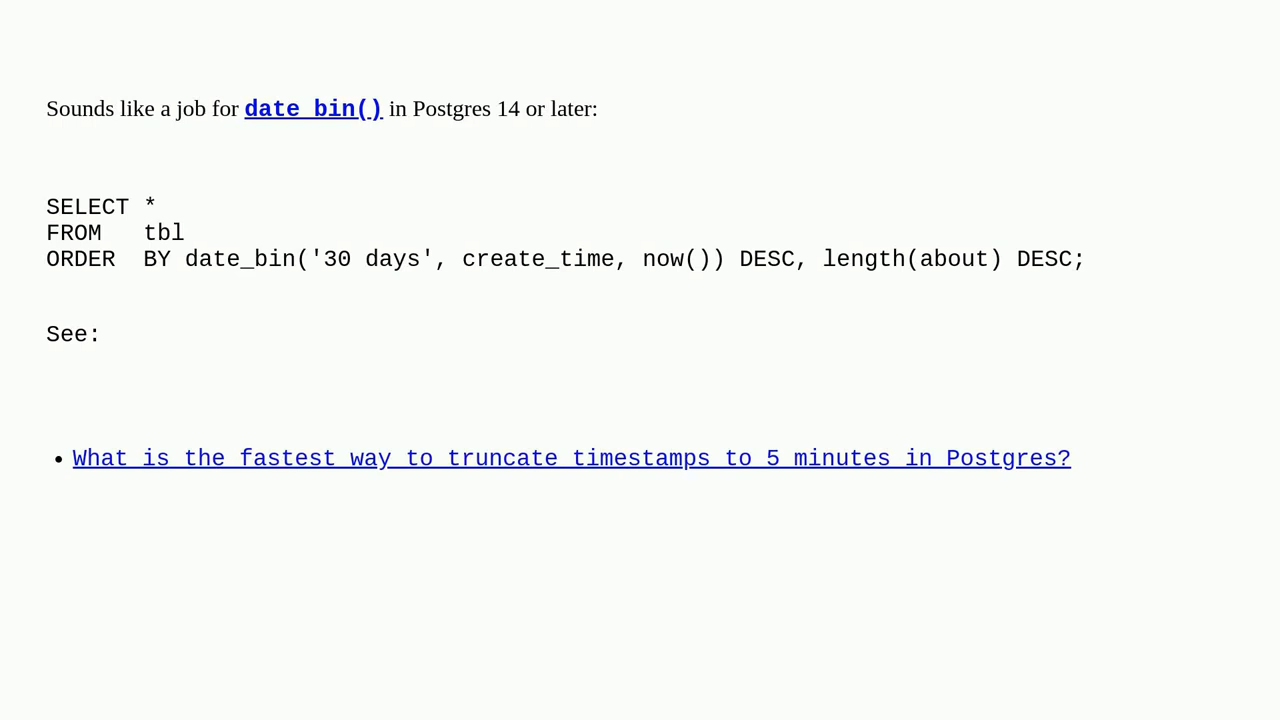 Sounds like a job for date_bin() in Postgres 14 or later:
SELECT *
FROM   tbl
ORDER  BY date_bin('30 days', create_time, now()) DESC, length(about) DESC;
See:
• What is the fastest way to truncate timestamps to 5 minutes in Postgres?